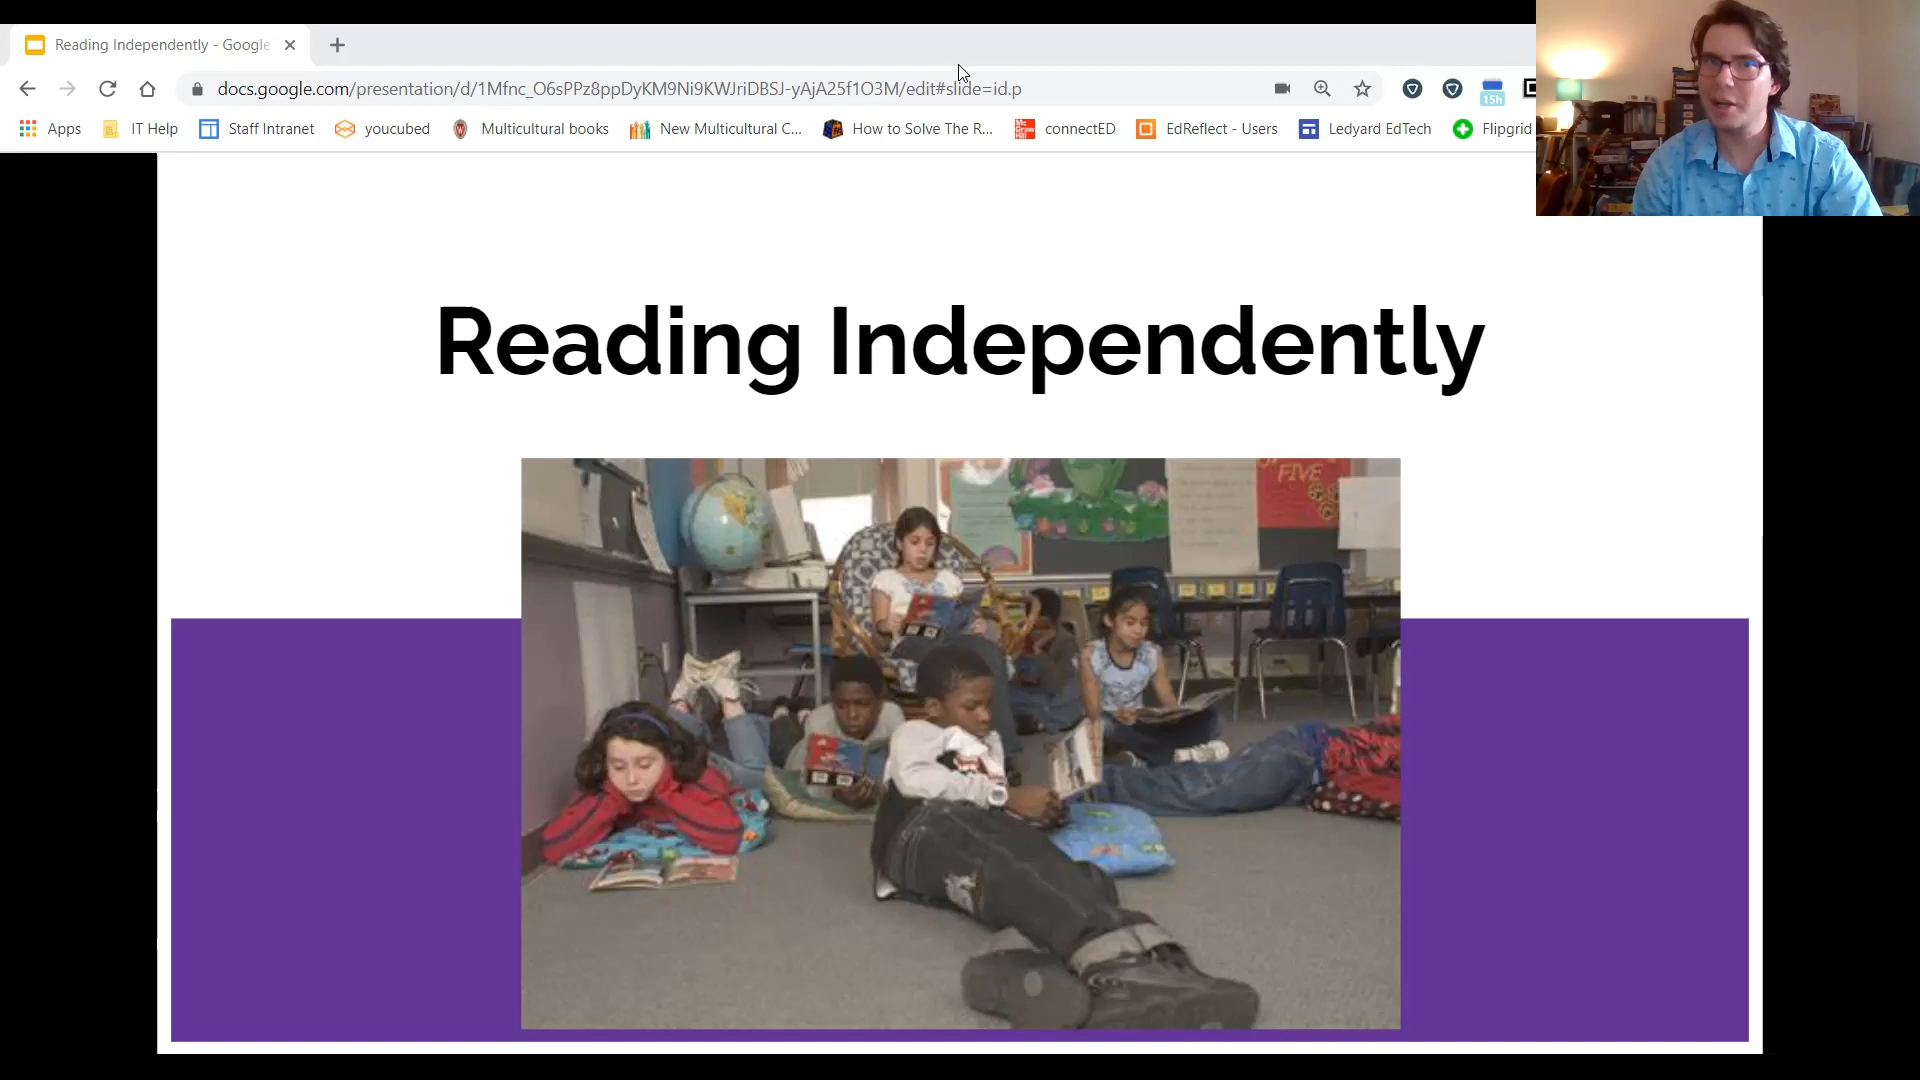 Reading Independently - Google
docs.google.com/presentation/d/1Mfnc_O6sPPz8ppDyKM9Ni9KWJriDBSJ-yAjA25f1O3M/edit#slide=id.p
15h
Apps IT Help Staff Intranet youcubed Multicultural books New Multicultural C... How to Solve The R... connectED EdReflect - Users Ledyard EdTech Flipgrid
Reading Independently
FIVE